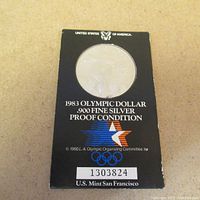 UNITED STATES OF AMERICA
1983 OLYMPIC DOLLAR
.900 FINE SILVER
PROOF CONDITION
© 1980 L.A. Olympic Organizing Committee
1303824
U.S. Mint San Francisco